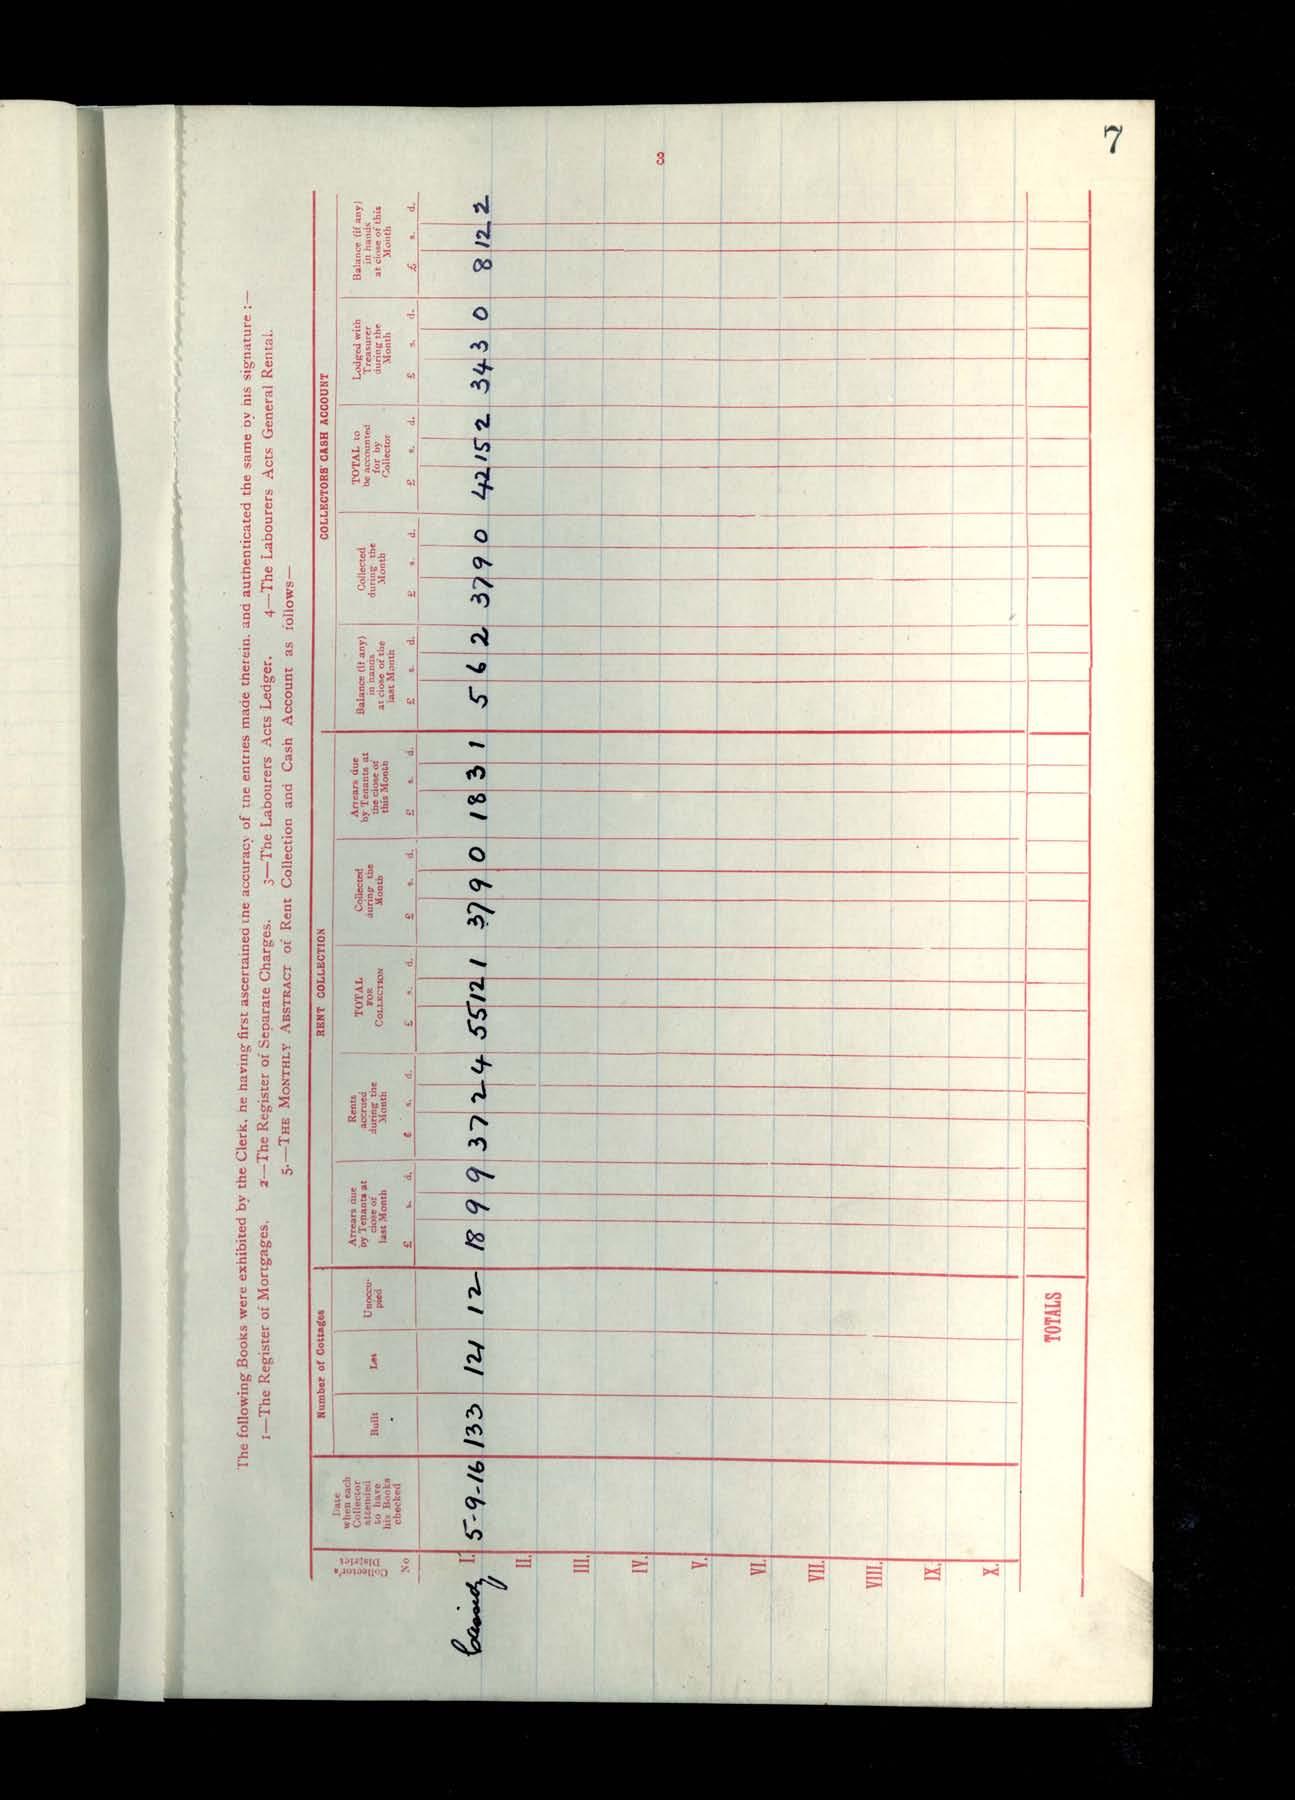 7
3
The following Books were exhibited by the Clerk, he having first ascertained the accuracy of the entries made therein, and authenticated the same by his signature :—
1—The Register of Mortgages. 2—The Register of Separate Charges. 3—The Labourers Acts Ledger. 4—The Labourers Acts General Rental.
5.—THE MONTHLY ABSTRACT of Rent Collection and Cash Account as follows—
Number of Cottages RENT COLLECTION COLLECTORS' CASH ACCOUNT
Collector's District No
Date when each Collector attended to have his Books checked
Built
Let
Unoccu-pied
Arrears due by Tenants at close of last Month £ s. d.
Rents accrued during the Month £ s. d.
TOTAL FOR COLLECTION £ s. d.
Collected during the Month £ s. d.
Arrears due by Tenants at the close of this Month £ s. d.
Balance (if any) in hands at close of the last Month £ s. d.
Collected during the Month £ s. d.
TOTAL to be accounted for by Collector £ s. d.
Lodged with Treasurer during the Month £ s. d.
Balance (if any) in hands at close of this Month £ s. d.
Cassidy I. 5-9-16 133 121 12 18 9 9 37 2 4 55 12 1 37 9 0 18 3 1 5 6 2 37 9 0 42 15 2 34 3 0 8 12 2
II.
III.
IV.
V.
VI.
VII.
VIII.
IX.
X.
TOTALS